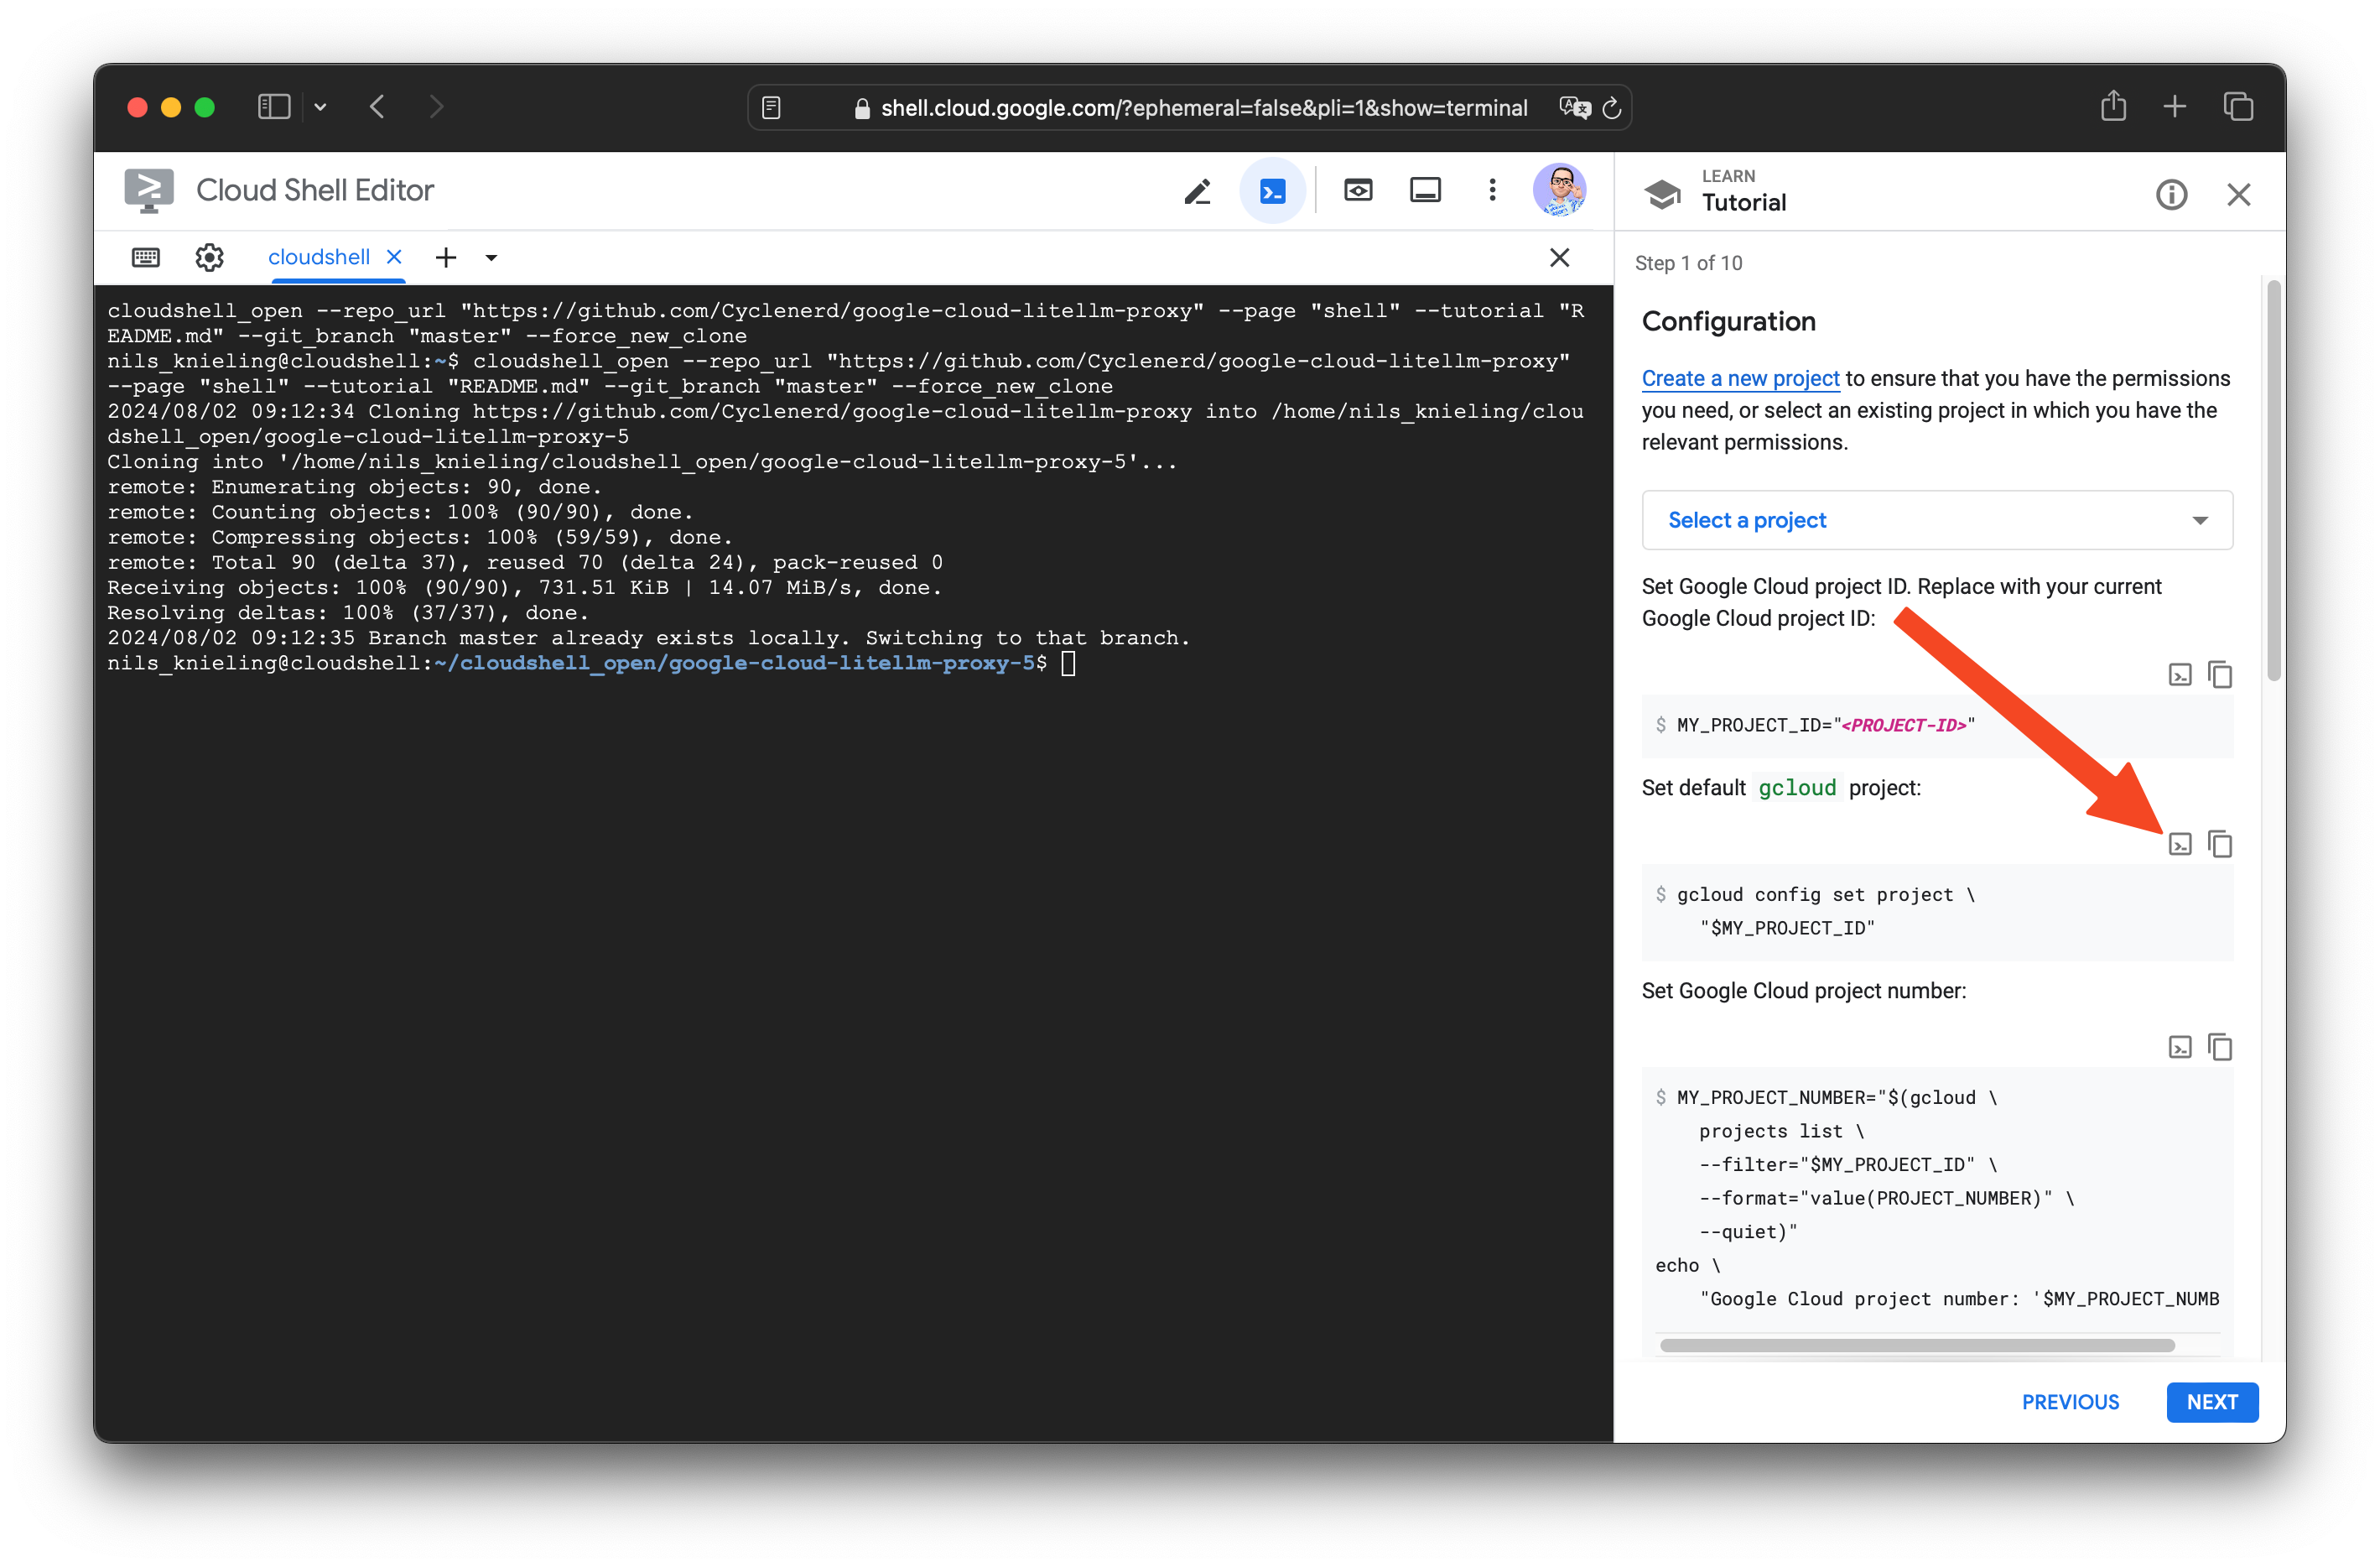 shell.cloud.google.com/?ephemeral=false&pli=1&show=terminal
Cloud Shell Editor
cloudshell
cloudshell_open --repo_url "https://github.com/Cyclenerd/google-cloud-litellm-proxy" --page "shell" --tutorial "R
EADME.md" --git_branch "master" --force_new_clone
nils_knieling@cloudshell:~$ cloudshell_open --repo_url "https://github.com/Cyclenerd/google-cloud-litellm-proxy"
--page "shell" --tutorial "README.md" --git_branch "master" --force_new_clone
2024/08/02 09:12:34 Cloning https://github.com/Cyclenerd/google-cloud-litellm-proxy into /home/nils_knieling/clou
dshell_open/google-cloud-litellm-proxy-5
Cloning into '/home/nils_knieling/cloudshell_open/google-cloud-litellm-proxy-5'...
remote: Enumerating objects: 90, done.
remote: Counting objects: 100% (90/90), done.
remote: Compressing objects: 100% (59/59), done.
remote: Total 90 (delta 37), reused 70 (delta 24), pack-reused 0
Receiving objects: 100% (90/90), 731.51 KiB | 14.07 MiB/s, done.
Resolving deltas: 100% (37/37), done.
2024/08/02 09:12:35 Branch master already exists locally. Switching to that branch.
nils_knieling@cloudshell:~/cloudshell_open/google-cloud-litellm-proxy-5$
LEARN
Tutorial
Step 1 of 10
Configuration
Create a new project to ensure that you have the permissions
you need, or select an existing project in which you have the
relevant permissions.
Select a project
Set Google Cloud project ID. Replace with your current
Google Cloud project ID:
$ MY_PROJECT_ID="<PROJECT-ID>"
Set default gcloud project:
$ gcloud config set project \
"$MY_PROJECT_ID"
Set Google Cloud project number:
$ MY_PROJECT_NUMBER="$(gcloud \
projects list \
--filter="$MY_PROJECT_ID" \
--format="value(PROJECT_NUMBER)" \
--quiet)"
echo \
"Google Cloud project number: '$MY_PROJECT_NUMB
PREVIOUS
NEXT